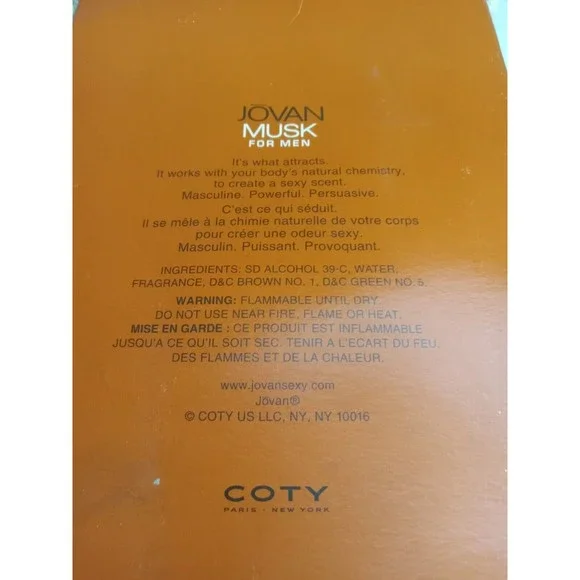 JŌVAN
MUSK
FOR MEN
It's what attracts.
It works with your body's natural chemistry,
to create a sexy scent.
Masculine. Powerful. Persuasive.
C'est ce qui séduit.
Il se mêle à la chimie naturelle de votre corps
pour créer une odeur sexy.
Masculin. Puissant. Provoquant.
INGREDIENTS: SD ALCOHOL 39-C, WATER,
FRAGRANCE, D&C BROWN NO. 1, D&C GREEN NO. 5.
WARNING: FLAMMABLE UNTIL DRY.
DO NOT USE NEAR FIRE, FLAME OR HEAT.
MISE EN GARDE : CE PRODUIT EST INFLAMMABLE
JUSQU'A CE QU'IL SOIT SEC. TENIR A L'ECART DU FEU,
DES FLAMMES ET DE LA CHALEUR.
www.jovansexy.com
Jōvan®
© COTY US LLC, NY, NY 10016
COTY
PARIS · NEW YORK